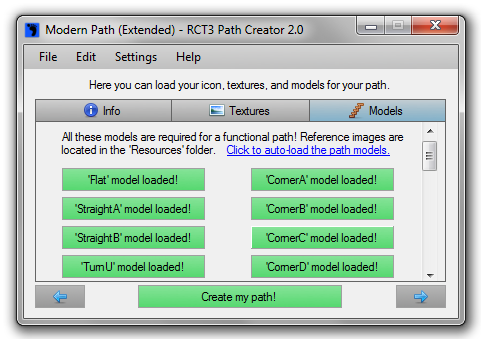 Modern Path (Extended) - RCT3 Path Creator 2.0
File Edit Settings Help
Here you can load your icon, textures, and models for your path.
Info Textures Models
All these models are required for a functional path! Reference images are
located in the 'Resources' folder. Click to auto-load the path models.
'Flat' model loaded! 'CornerA' model loaded!
'StraightA' model loaded! 'CornerB' model loaded!
'StraightB' model loaded! 'CornerC' model loaded!
'TurnU' model loaded! 'CornerD' model loaded!
Create my path!